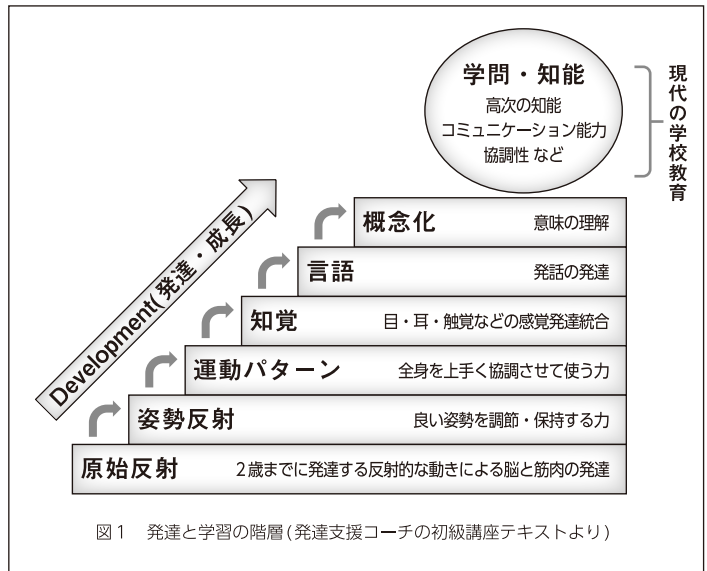 学問・知能
高次の知能
コミュニケーション能力
協調性 など
現代の学校教育
Development(発達・成長)
概念化 意味の理解
言語 発話の発達
知覚 目・耳・触覚などの感覚発達統合
運動パターン 全身を上手く協調させて使う力
姿勢反射 良い姿勢を調節・保持する力
原始反射 2歳までに発達する反射的な動きによる脳と筋肉の発達
図1 発達と学習の階層(発達支援コーチの初級講座テキストより)